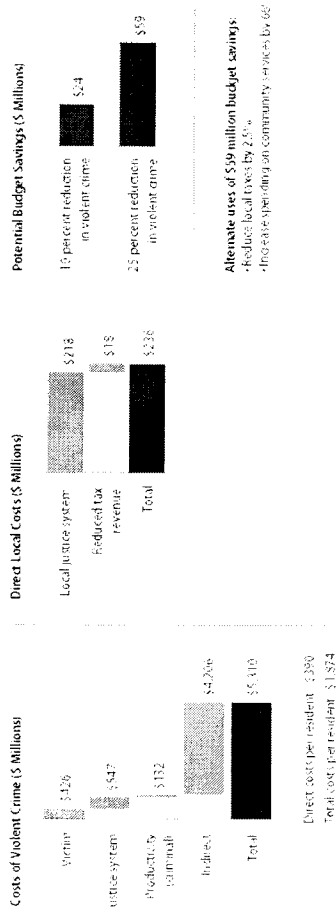 Costs of Violent Crime ($ Millions)
Victim
$426
ustice system
$547
Productivity
(criminal)
$132
Indirect
$4,206
Total
$5,310
Direct costs per resident $390
Total costs per resident $1,874
Direct Local Costs ($ Millions)
Local justice system
$218
Reduced tax
revenue
$18
Total
$236
Potential Budget Savings ($ Millions)
10 percent reduction
in violent crime
$24
25 percent reduction
in violent crime
$59
Alternate uses of $59 million budget savings:
• Reduce local taxes by 2.5%
• Increase spending on community services by